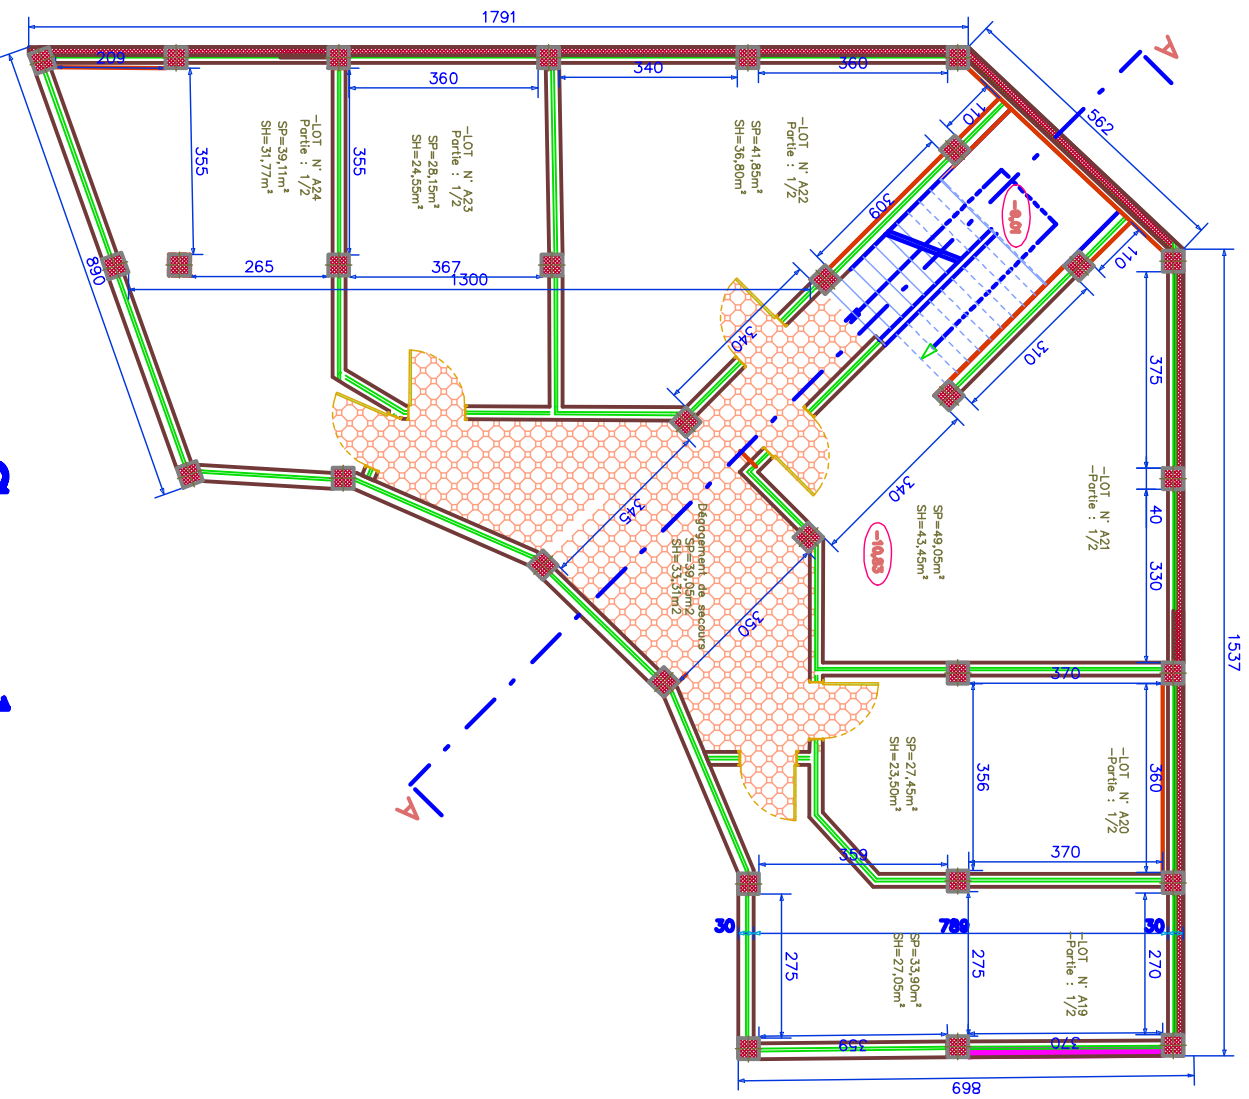 1791
209
360
340
360
A
562
110
-LOT N° A24
Partie : 1/2
SP=39,11m²
SH=31,77m²
-LOT N° A23
Partie : 1/2
SP=28,15m²
SH=24,55m²
-LOT N° A22
Partie : 1/2
SP=41,85m²
SH=36,80m²
355
355
309
-8,01
110
890
265
367
1300
340
310
375
345
340
-LOT N° A21
-Partie : 1/2
SP=49,05m²
SH=43,45m²
40
-10,83
Dégagement de secours
SP=39,05m2
SH=33,31m2
330
350
1537
370
-LOT N° A20
-Partie : 1/2
SP=27,45m²
SH=23,50m²
356
360
A
359
370
30
789
30
-LOT N° A19
-Partie : 1/2
SP=33,90m²
SH=27,05m²
275
275
270
359
370
698